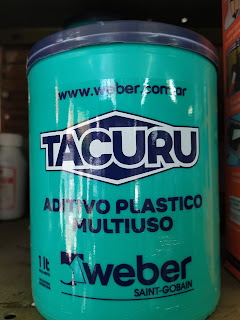 www.weber.com.ar
TACURU
ADITIVO PLASTICO
MULTIUSO
1 lt
weber
SAINT-GOBAIN